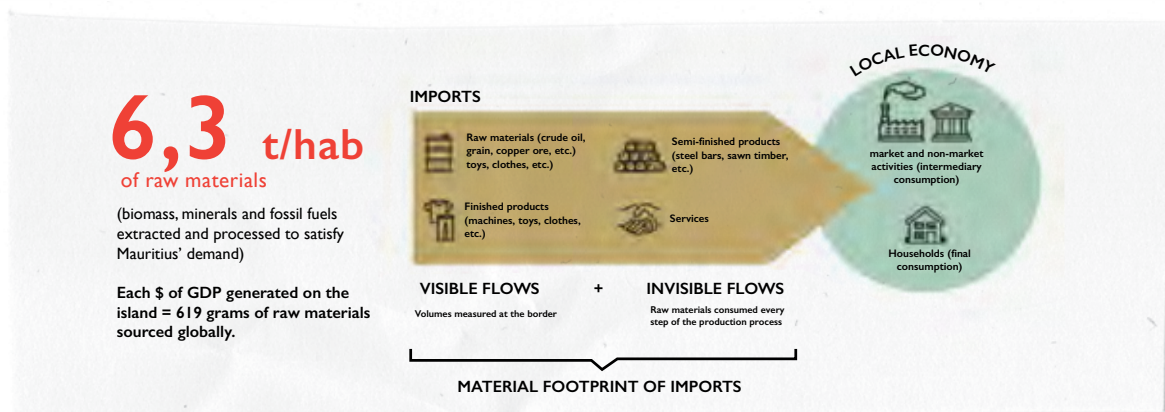 6,3 t/hab
of raw materials
(biomass, minerals and fossil fuels
extracted and processed to satisfy
Mauritius' demand)
Each $ of GDP generated on the
island = 619 grams of raw materials
sourced globally.
IMPORTS
Raw materials (crude oil,
grain, copper ore, etc.)
toys, clothes, etc.)
Semi-finished products
(steel bars, sawn timber,
etc.)
Finished products
(machines, toys, clothes,
etc.)
Services
VISIBLE FLOWS + INVISIBLE FLOWS
Volumes measured at the border
Raw materials consumed every
step of the production process
MATERIAL FOOTPRINT OF IMPORTS
LOCAL ECONOMY
market and non-market
activities (intermediary
consumption)
Households (final
consumption)